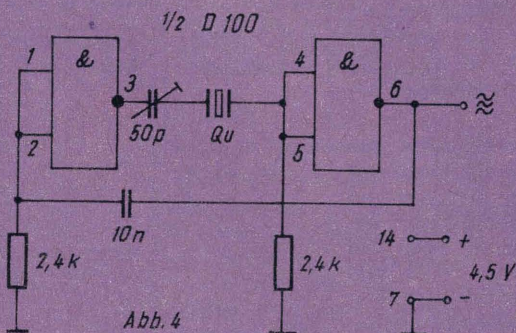 1/2 D 100
1 & 3
2
50p
Qu
4 & 6
5
≋
10n
2,4k
2,4k
14 +
4,5 V
7 -
Abb. 4